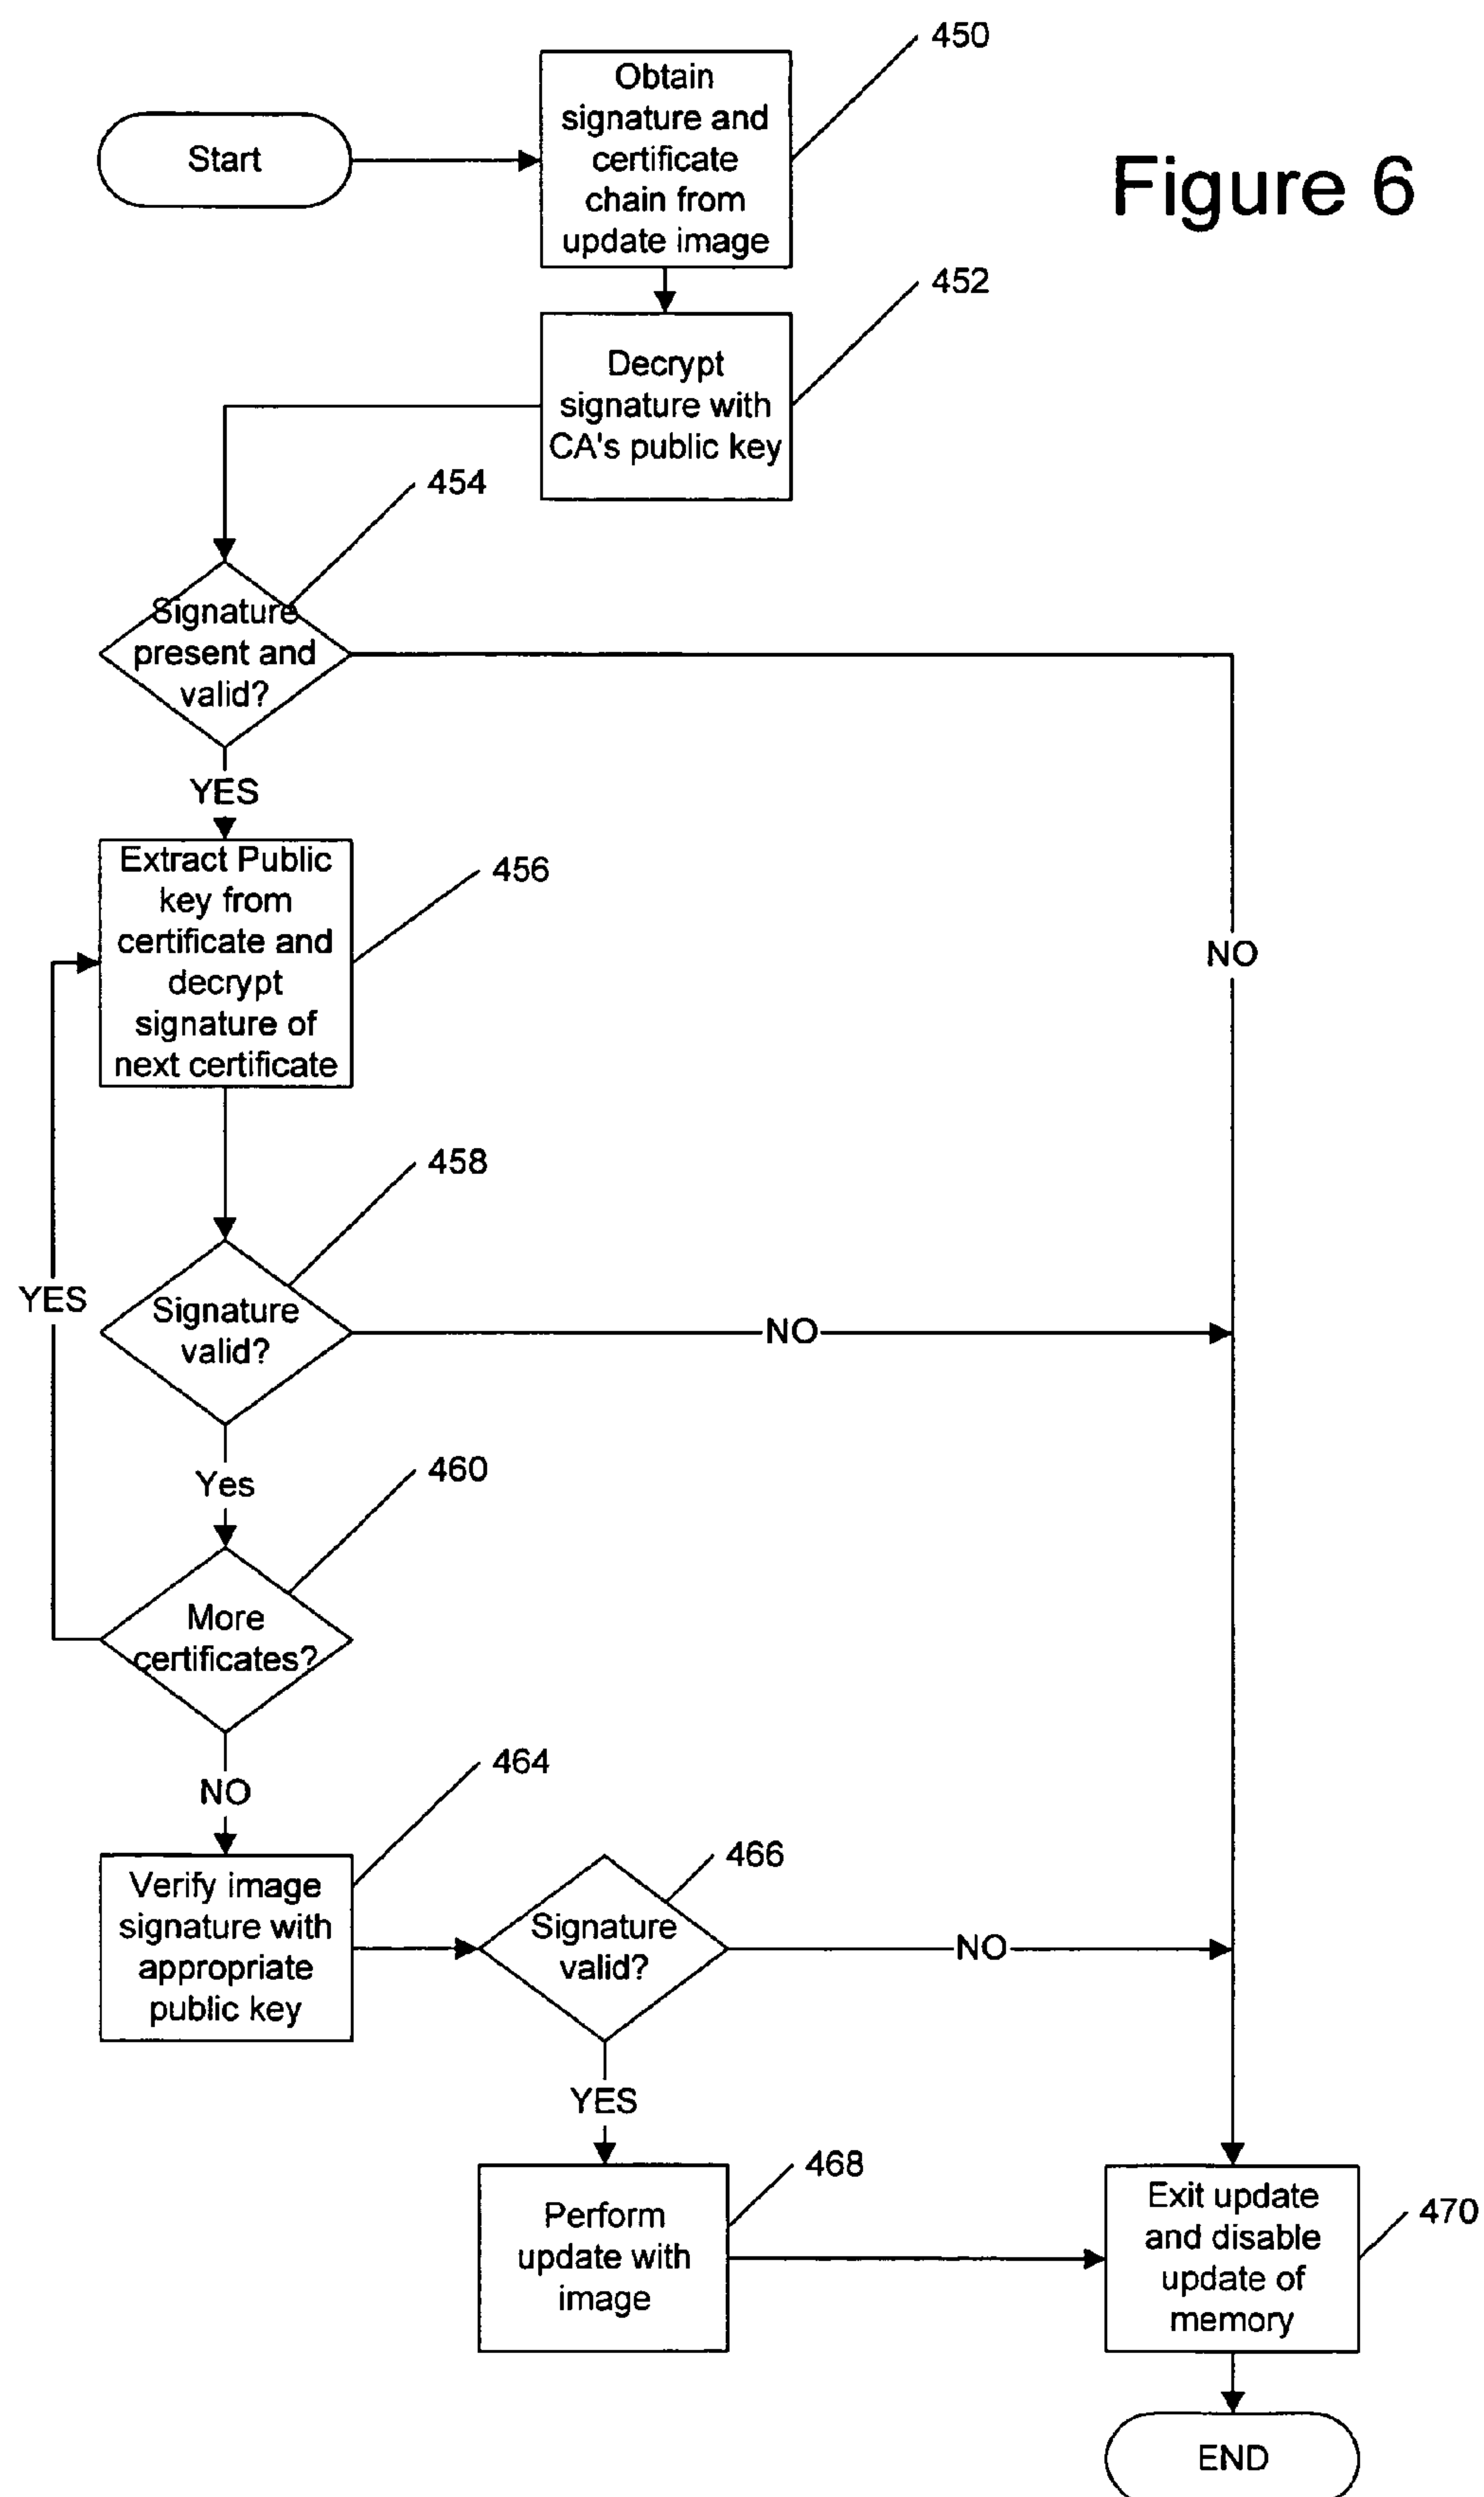 450
Obtain
signature and
certificate
chain from
update image
Start
Figure 6
452
Decrypt
signature with
CA's public key
454
Signature
present and
valid?
YES
Extract Public
key from
certificate and
decrypt
signature of
next certificate
456
NO
458
YES
Signature
valid?
NO
Yes
460
More
certificates?
NO
464
Verify image
signature with
appropriate
public key
466
Signature
valid?
NO
YES
468
Perform
update with
image
Exit update
and disable
update of
memory
470
END